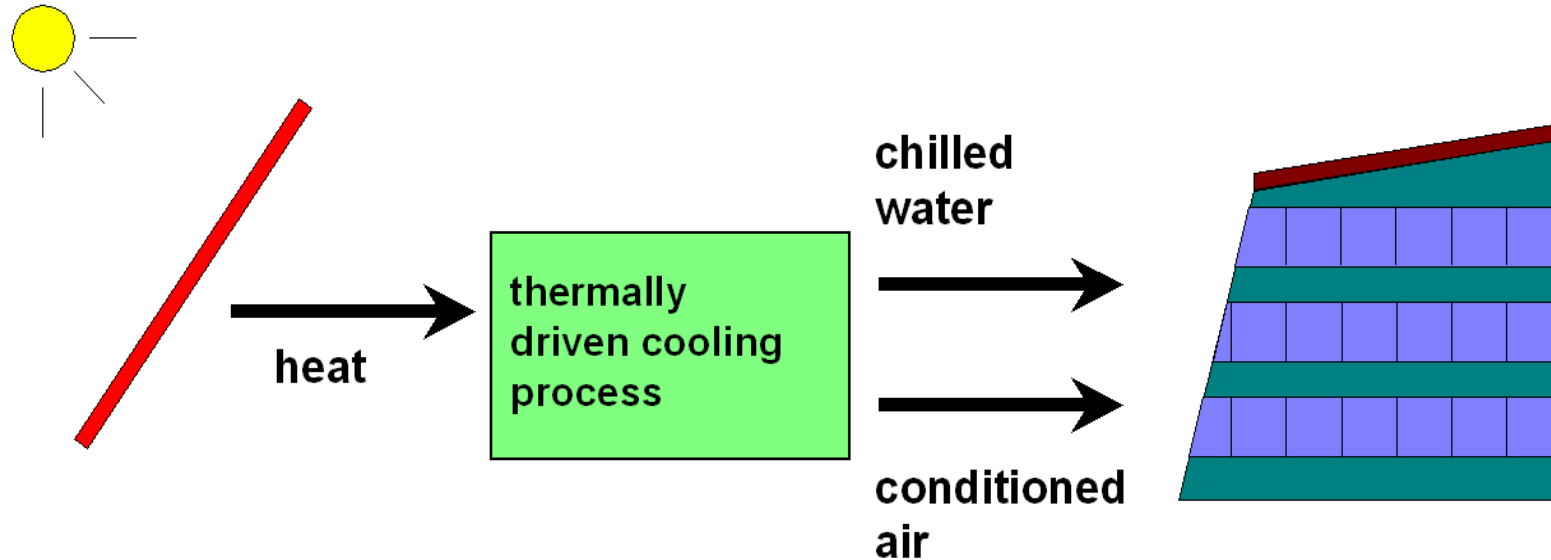 heat
thermally
driven cooling
process
chilled
water
conditioned
air